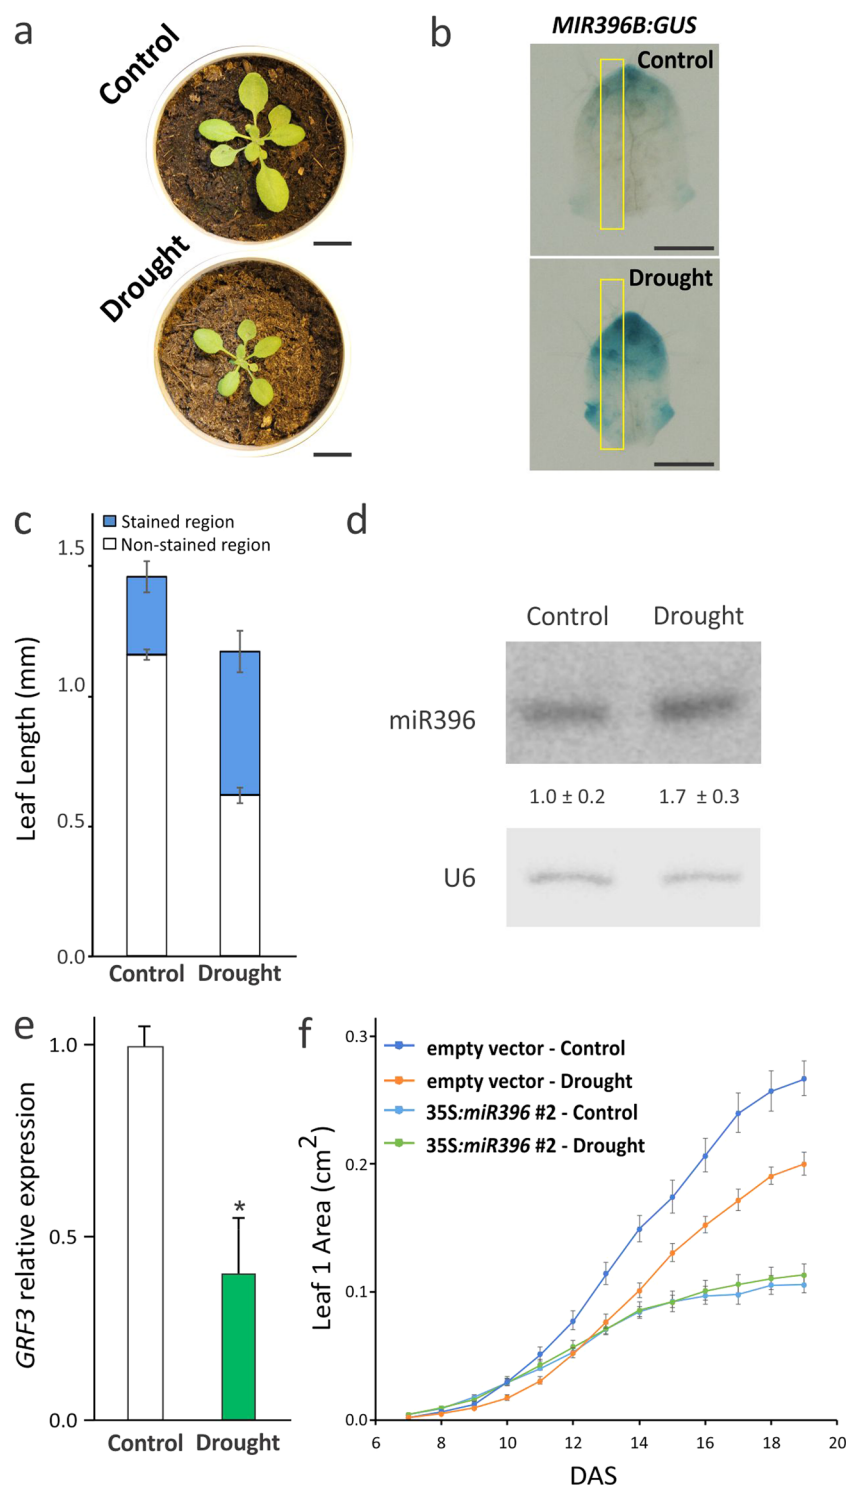 a
Control
Drought
b
MIR396B:GUS
Control
Drought
c
Stained region
Non-stained region
1.5
1.0
0.5
0.0
Leaf Length (mm)
Control Drought
d
Control Drought
miR396
1.0 ± 0.2 1.7 ± 0.3
U6
e
1.0
0.5
0.0
GRF3 relative expression
*
Control Drought
f
empty vector - Control
empty vector - Drought
35S:miR396 #2 - Control
35S:miR396 #2 - Drought
0.3
0.2
0.1
0.0
Leaf 1 Area (cm²)
6 8 10 12 14 16 18 20
DAS